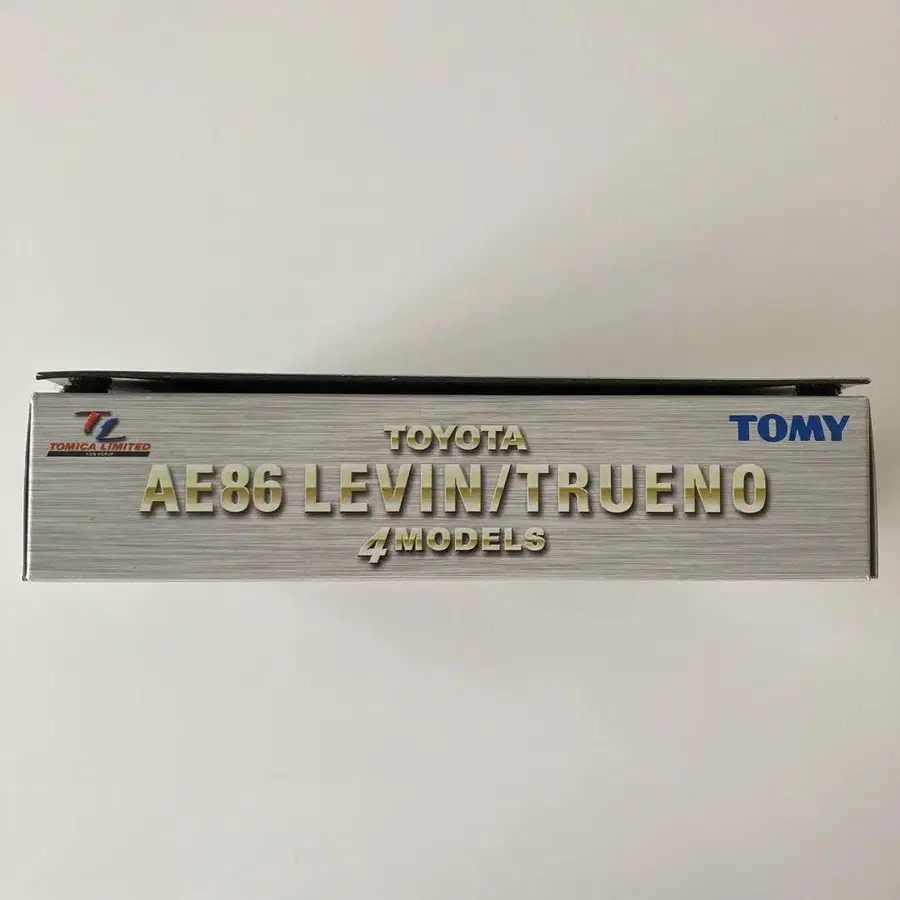 TL
TOMICA LIMITED
TOMY
TOYOTA
AE86 LEVIN/TRUENO
4 MODELS